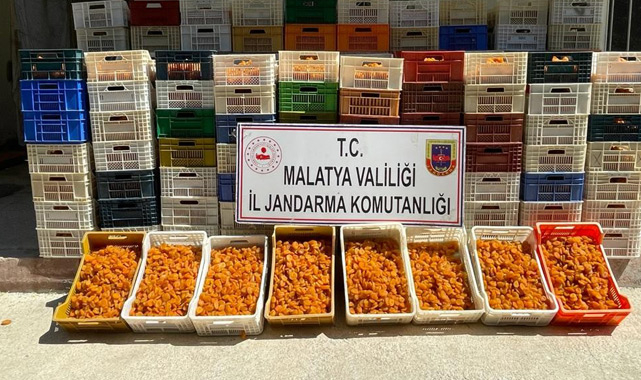 T.C.
MALATYA VALİLİĞİ
İL JANDARMA KOMUTANLIĞI